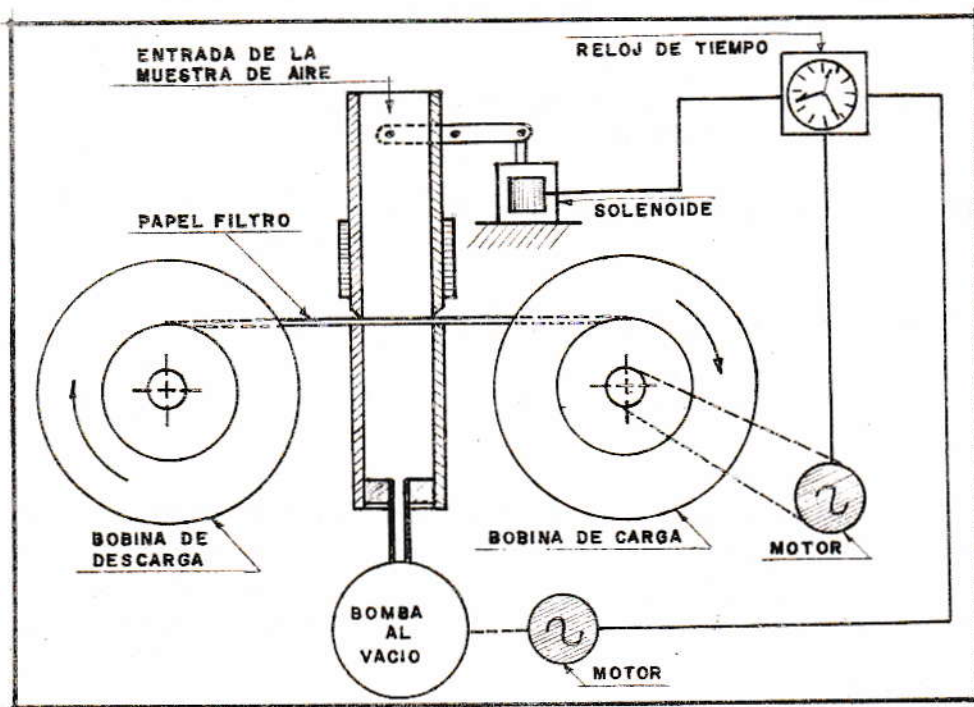 ENTRADA DE LA
MUESTRA DE AIRE
RELOJ DE TIEMPO
SOLENOIDE
PAPEL FILTRO
BOBINA DE
DESCARGA
BOBINA DE CARGA
MOTOR
BOMBA
AL
VACIO
MOTOR